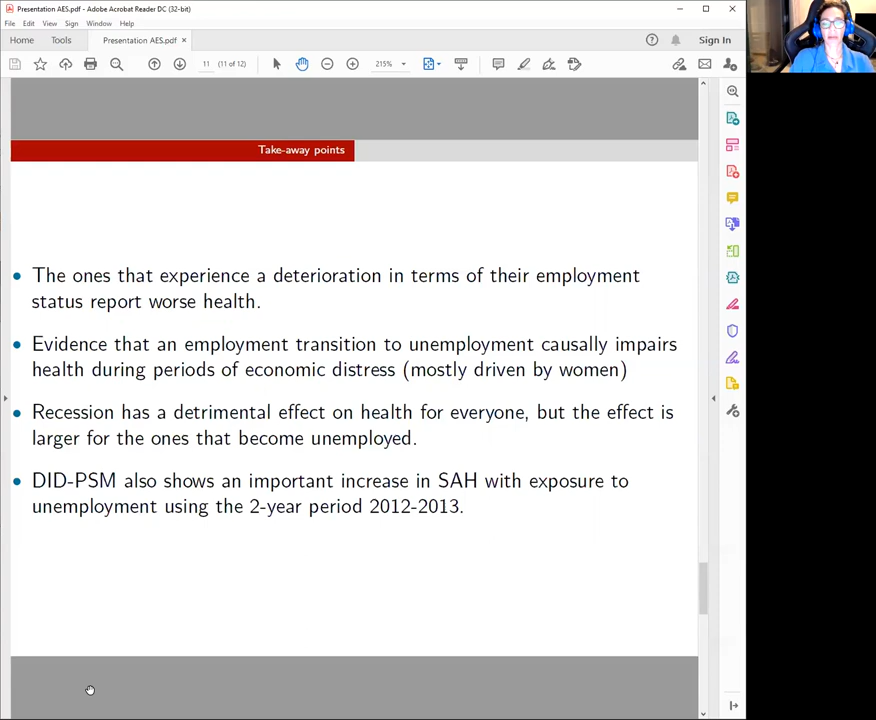 Presentation AES.pdf - Adobe Acrobat Reader DC (32-bit)
File Edit View Sign Window Help
Home Tools Presentation AES.pdf × Sign In
11 (11 of 12) 215%
Take-away points
• The ones that experience a deterioration in terms of their employment
status report worse health.
• Evidence that an employment transition to unemployment causally impairs
health during periods of economic distress (mostly driven by women)
• Recession has a detrimental effect on health for everyone, but the effect is
larger for the ones that become unemployed.
• DID-PSM also shows an important increase in SAH with exposure to
unemployment using the 2-year period 2012-2013.